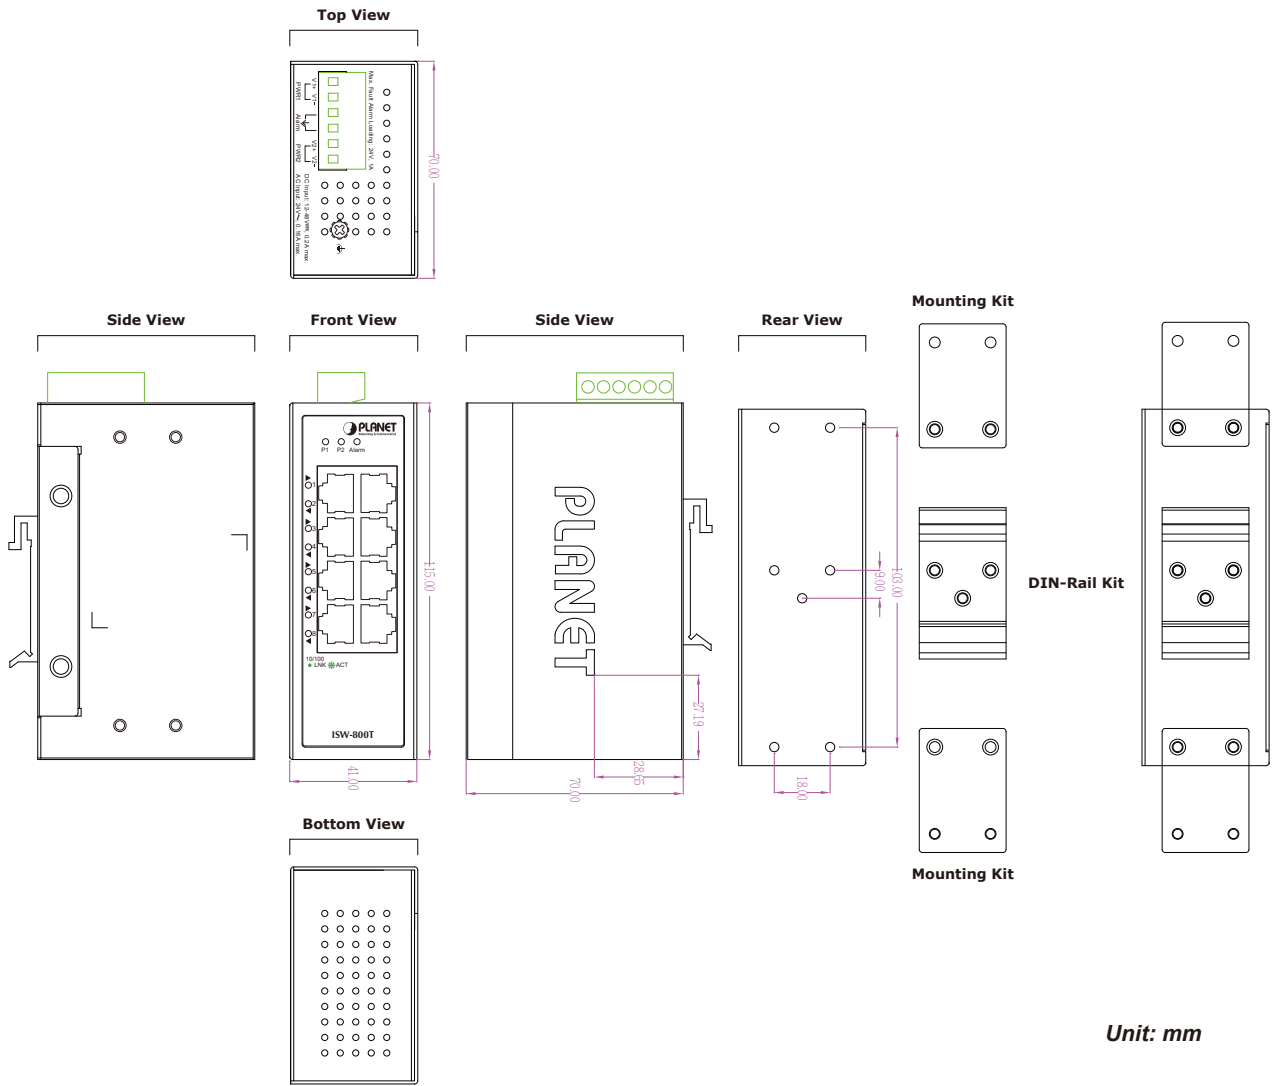 Top View
Max. Fault Alarm Loading: 24V, 1A
V1+ V1-
PWR1
Alarm
V2+ V2-
PWR2
DC Input: 12-48V, 0.2A max.
AC Input: 24V~, 0.16A max.
70.00
Side View
Front View
Side View
Rear View
Mounting Kit
PLANET
Networking & Communication
P1 P2 Alarm
1
2
3
4
5
6
7
8
10/100
LNK ACT
ISW-800T
115.00
41.00
PLANET
27.19
28.65
70.00
9.00
103.00
18.00
DIN-Rail Kit
Mounting Kit
Bottom View
Unit: mm